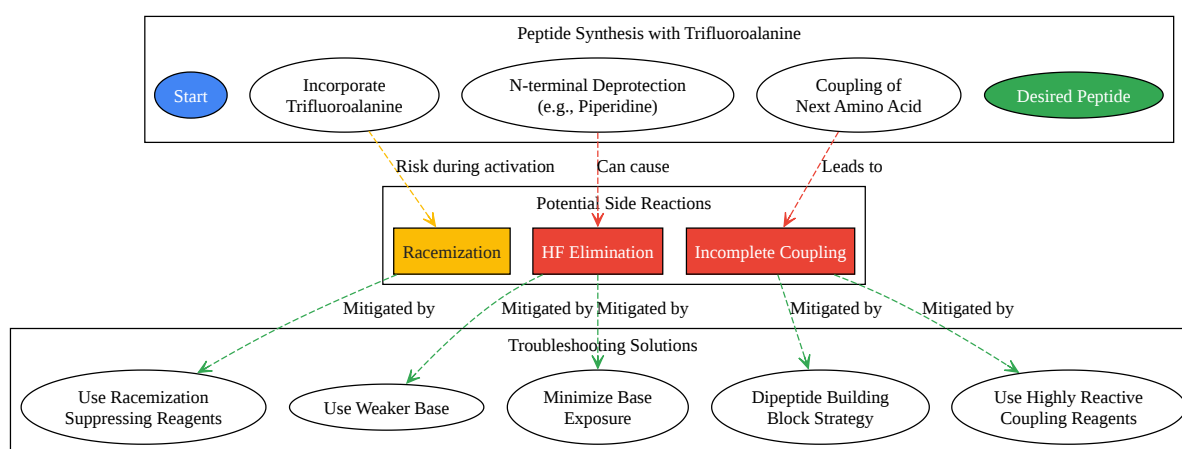 Peptide Synthesis with Trifluoroalanine
Start
Incorporate
Trifluoroalanine
N-terminal Deprotection
(e.g., Piperidine)
Coupling of
Next Amino Acid
Desired Peptide
Risk during activation
Can cause
Leads to
Potential Side Reactions
Racemization
HF Elimination
Incomplete Coupling
Mitigated by
Mitigated by
Mitigated by
Mitigated by
Mitigated by
Troubleshooting Solutions
Use Racemization
Suppressing Reagents
Use Weaker Base
Minimize Base
Exposure
Dipeptide Building
Block Strategy
Use Highly Reactive
Coupling Reagents